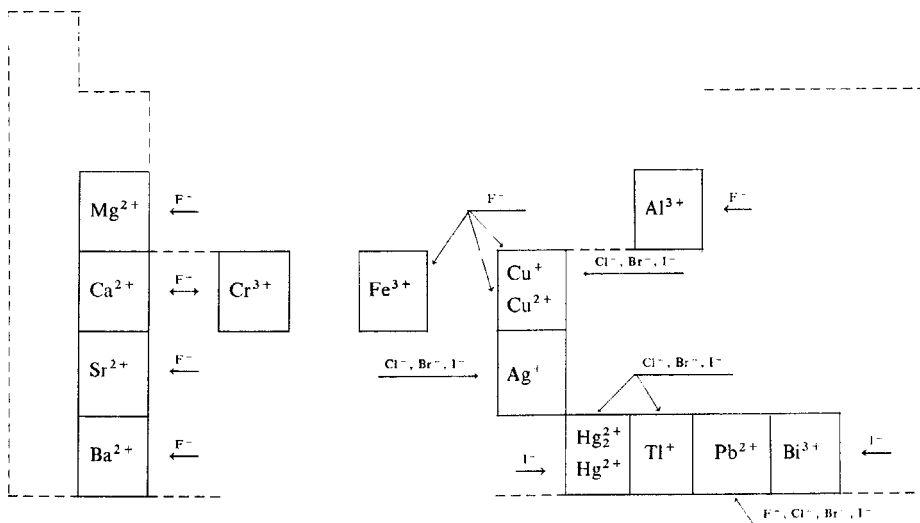 F⁻
Mg²⁺
F⁻
Al³⁺
F⁻
Ca²⁺
F⁻
Cr³⁺
Fe³⁺
Cu⁺
Cu²⁺
Cl⁻, Br⁻, I⁻
Sr²⁺
F⁻
Cl⁻, Br⁻, I⁻
Ag⁺
Cl⁻, Br⁻, I⁻
Ba²⁺
F⁻
I⁻
Hg₂²⁺
Hg²⁺
Tl⁺
Pb²⁺
Bi³⁺
I⁻
F⁻, Cl⁻, Br⁻, I⁻